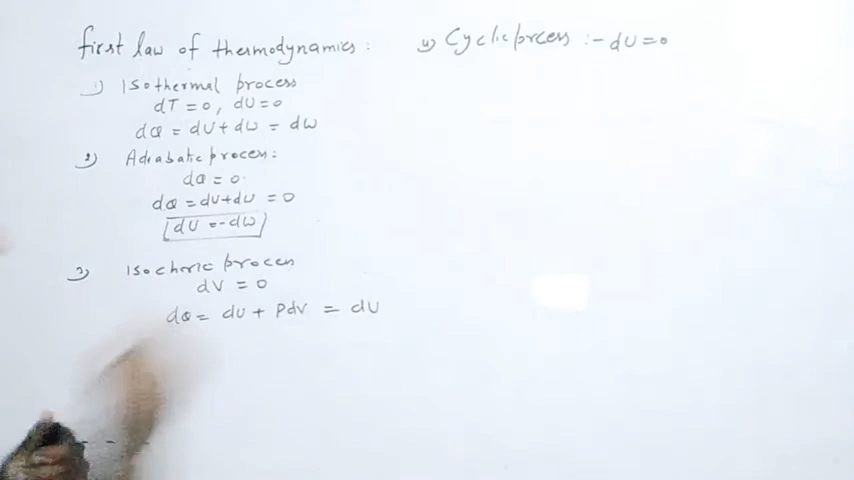 first law of thermodynamics:
1) Isothermal process
dT = 0, dU = 0
dQ = dU + dW = dW
2) Adiabatic process:
dQ = 0.
dQ = dU + dU = 0
dU = -dW
3) Isochoric process
dV = 0
dQ = dU + PdV = dU
4) Cyclic prcess :- dU = 0